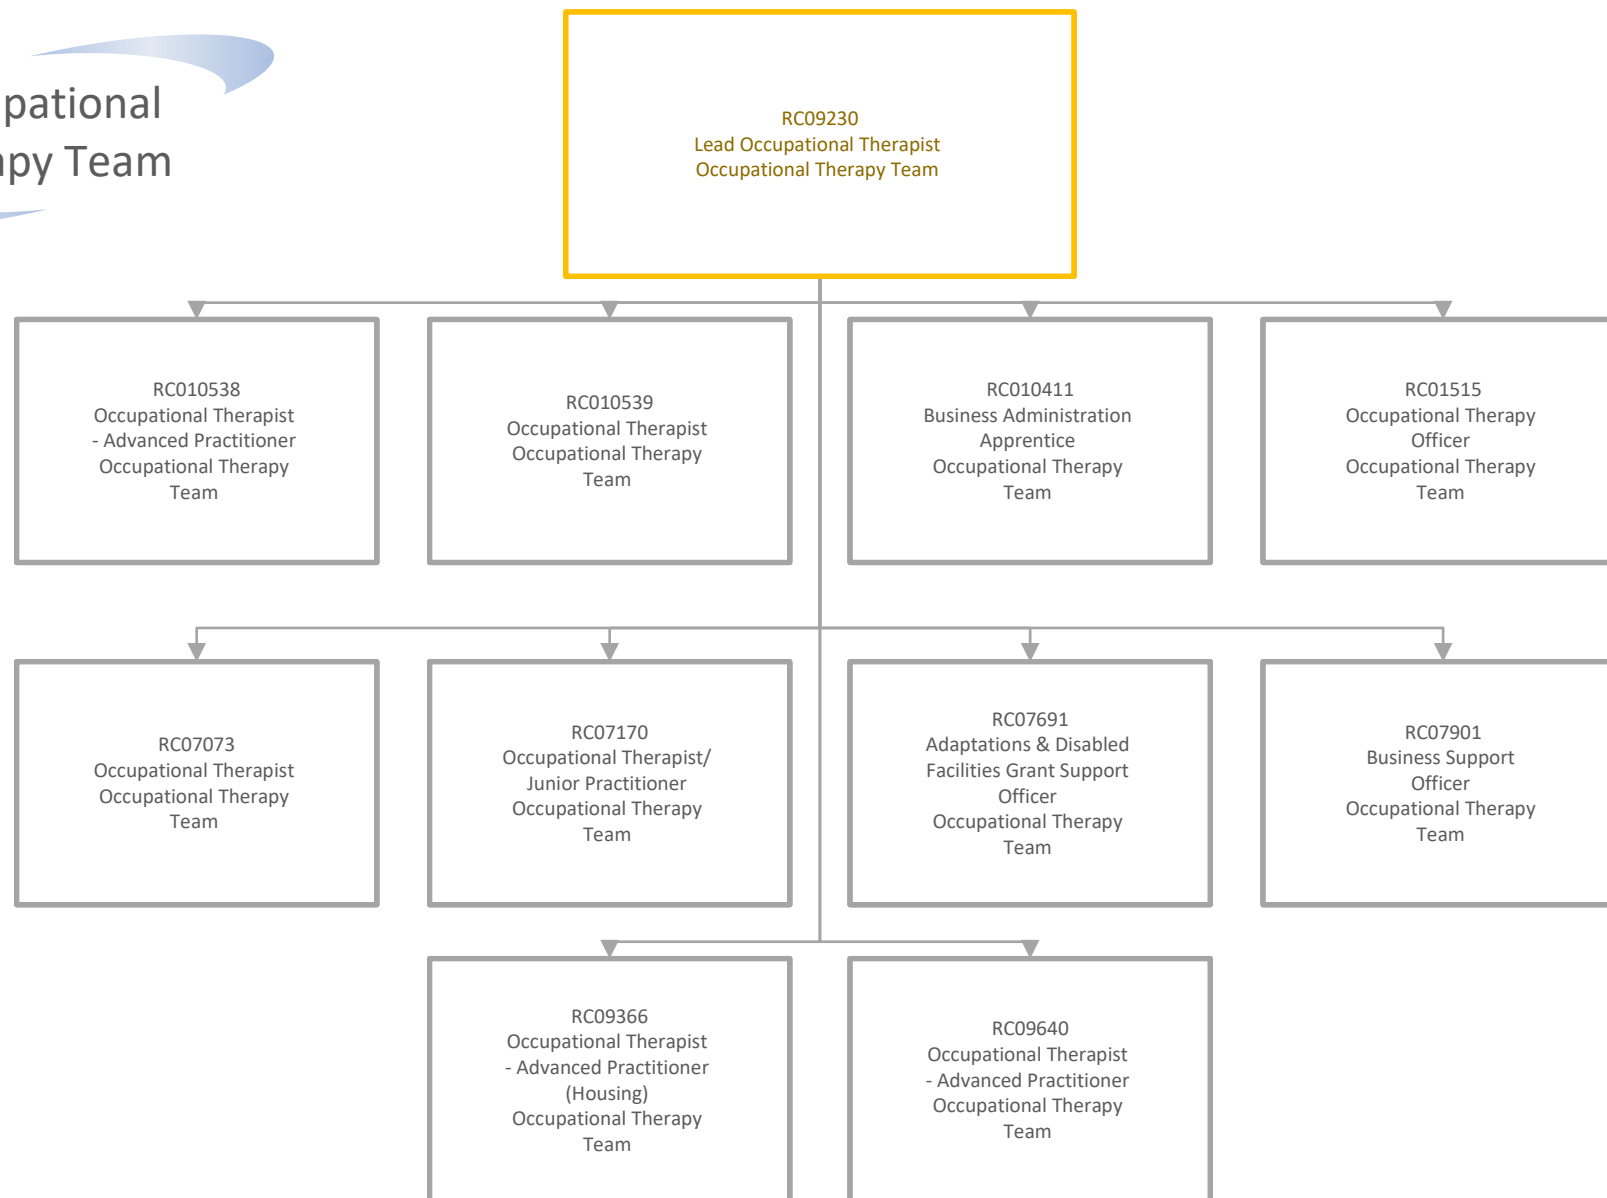 pational
apy Team
RC09230
Lead Occupational Therapist
Occupational Therapy Team
RC010538
Occupational Therapist
- Advanced Practitioner
Occupational Therapy
Team
RC010539
Occupational Therapist
Occupational Therapy
Team
RC010411
Business Administration
Apprentice
Occupational Therapy
Team
RC01515
Occupational Therapy
Officer
Occupational Therapy
Team
RC07073
Occupational Therapist
Occupational Therapy
Team
RC07170
Occupational Therapist/
Junior Practitioner
Occupational Therapy
Team
RC07691
Adaptations & Disabled
Facilities Grant Support
Officer
Occupational Therapy
Team
RC07901
Business Support
Officer
Occupational Therapy
Team
RC09366
Occupational Therapist
- Advanced Practitioner
(Housing)
Occupational Therapy
Team
RC09640
Occupational Therapist
- Advanced Practitioner
Occupational Therapy
Team